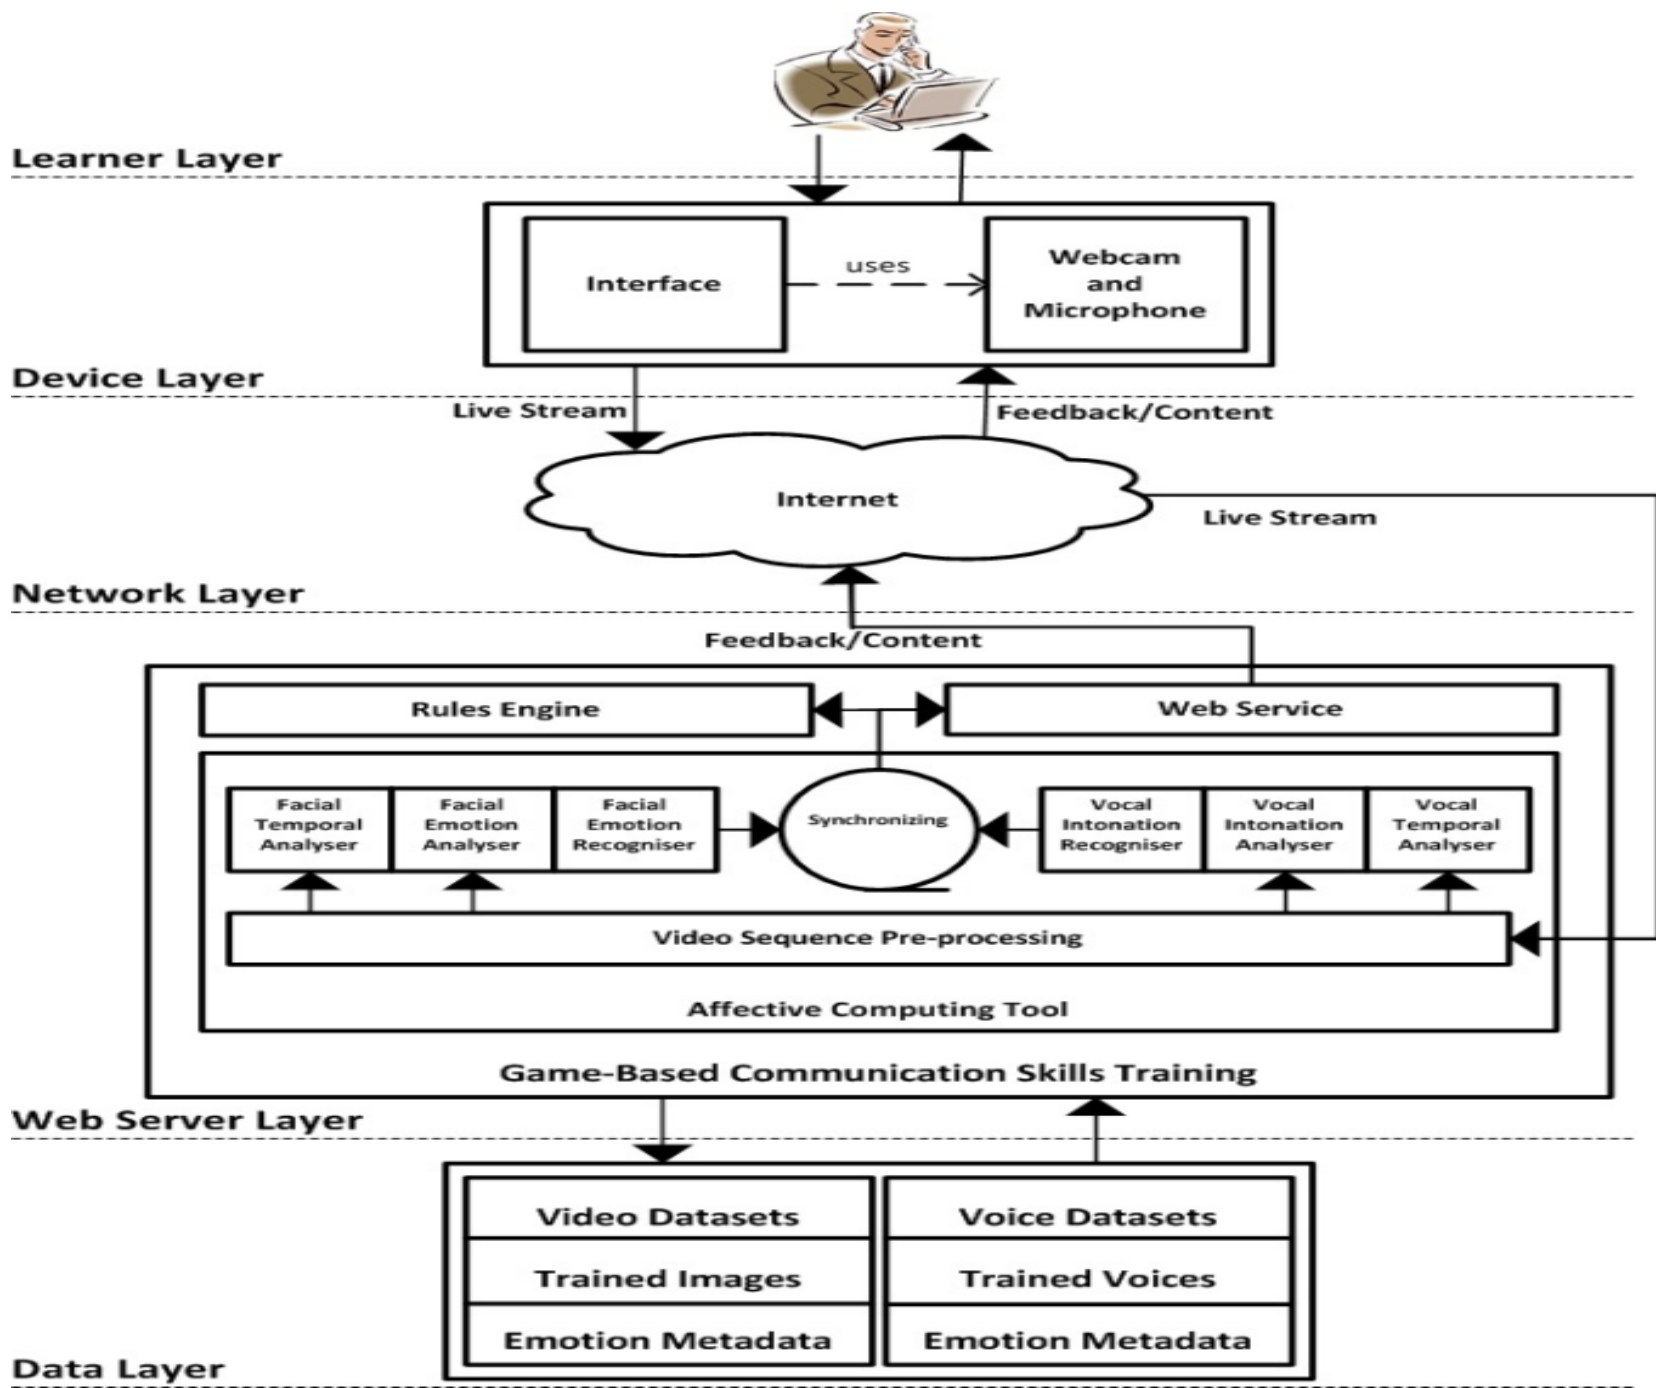 Learner Layer
Interface
uses
Webcam
and
Microphone
Device Layer
Live Stream
Feedback/Content
Internet
Live Stream
Network Layer
Feedback/Content
Rules Engine
Web Service
Facial
Temporal
Analyser
Facial
Emotion
Analyser
Facial
Emotion
Recogniser
Synchronizing
Vocal
Intonation
Recogniser
Vocal
Intonation
Analyser
Vocal
Temporal
Analyser
Video Sequence Pre-processing
Affective Computing Tool
Game-Based Communication Skills Training
Web Server Layer
Video Datasets
Trained Images
Emotion Metadata
Voice Datasets
Trained Voices
Emotion Metadata
Data Layer